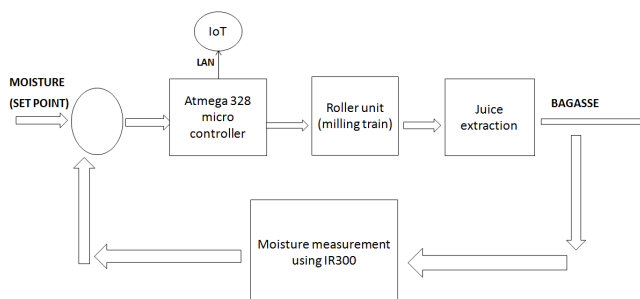 IoT
LAN
MOISTURE
(SET POINT)
Atmega 328
micro
controller
Roller unit
(milling train)
Juice
extraction
BAGASSE
Moisture measurement
using IR300